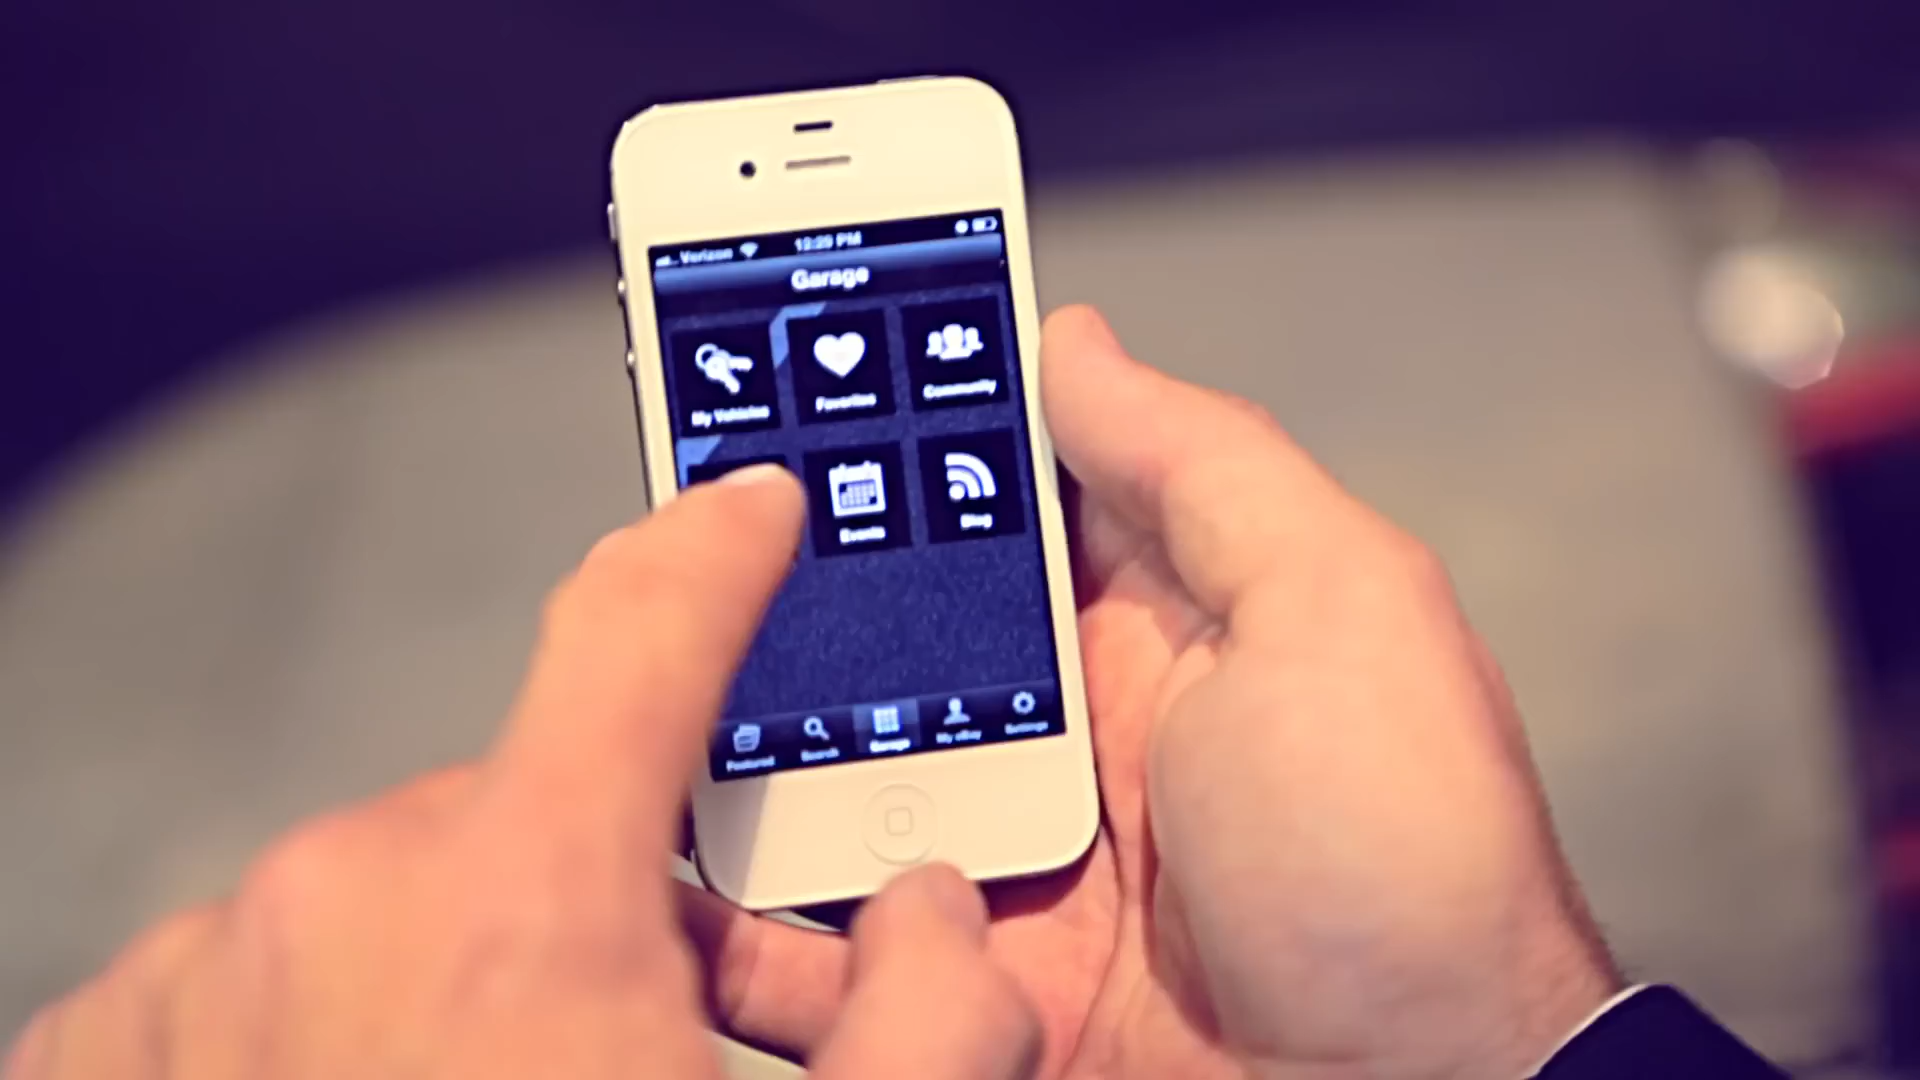 Verizon 12:29 PM
Garage
My Vehicles Favorites Community
Events Blog
Featured Search Garage My eBay Settings